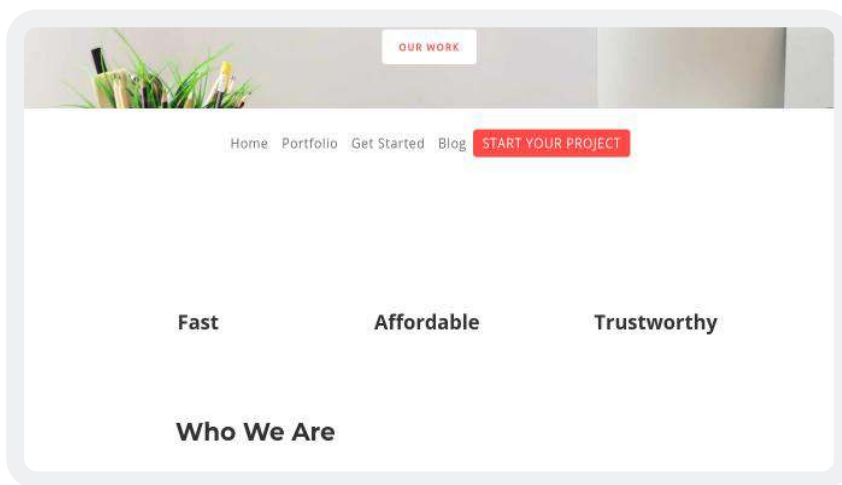 OUR WORK
Home Portfolio Get Started Blog START YOUR PROJECT
Fast Affordable Trustworthy
Who We Are